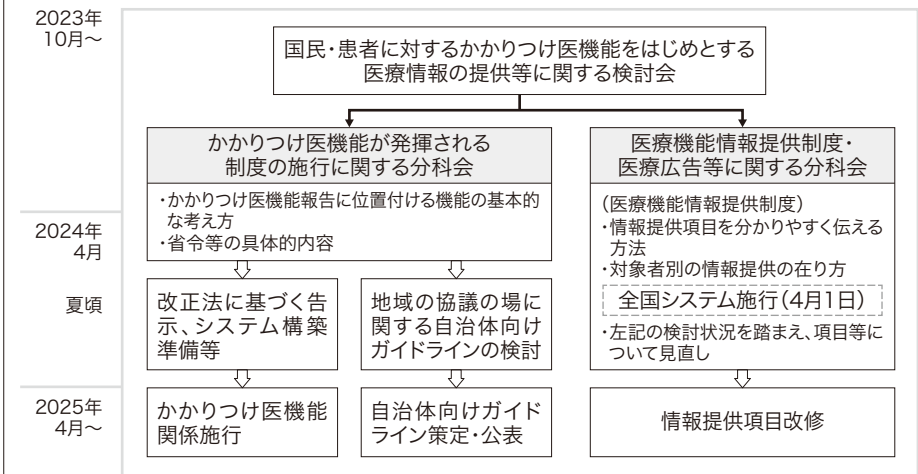 2023年
10月～
国民・患者に対するかかりつけ医機能をはじめとする
医療情報の提供等に関する検討会
かかりつけ医機能が発揮される
制度の施行に関する分科会
・かかりつけ医機能報告に位置付ける機能の基本的
な考え方
・省令等の具体的内容
医療機能情報提供制度・
医療広告等に関する分科会
(医療機能情報提供制度)
・情報提供項目を分かりやすく伝える
方法
・対象者別の情報提供の在り方
全国システム施行(4月1日)
・左記の検討状況を踏まえ、項目等に
ついて見直し
2024年
4月
夏頃
改正法に基づく告
示、システム構築
準備等
地域の協議の場に
関する自治体向け
ガイドラインの検討
2025年
4月～
かかりつけ医機能
関係施行
自治体向けガイド
ライン策定・公表
情報提供項目改修